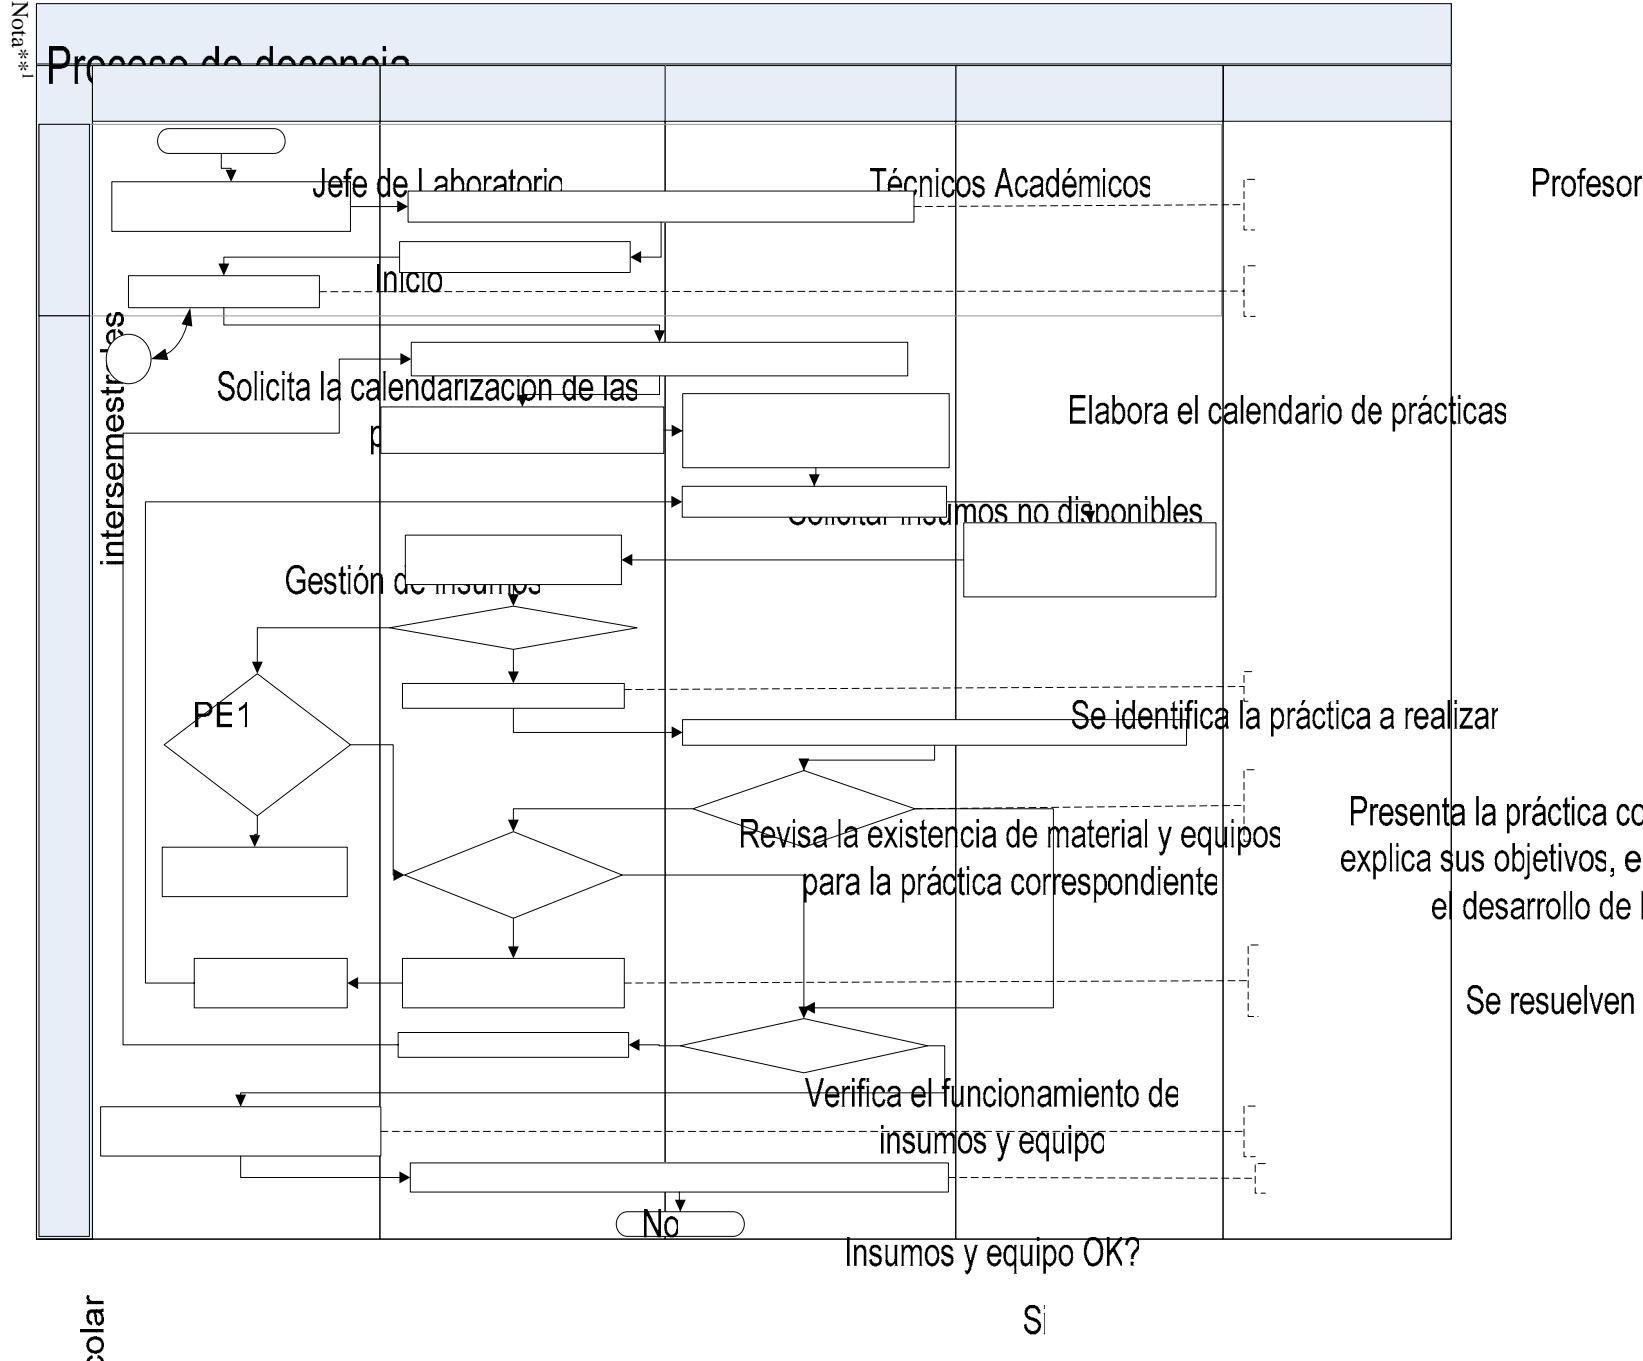 Nota**1
Proceso de docencia
Jefe de Laboratorio
Técnicos Académicos
Profesor
Inicio
intersemestrales
Solicita la calendarización de las
p
Elabora el calendario de prácticas
Solicitar insumos no disponibles
Gestión de insumos
PE1
Se identifica la práctica a realizar
Revisa la existencia de material y equipos
para la práctica correspondiente
Presenta la práctica co
explica sus objetivos, e
el desarrollo de l
Se resuelven
Verifica el funcionamiento de
insumos y equipo
No
Insumos y equipo OK?
Si
colar